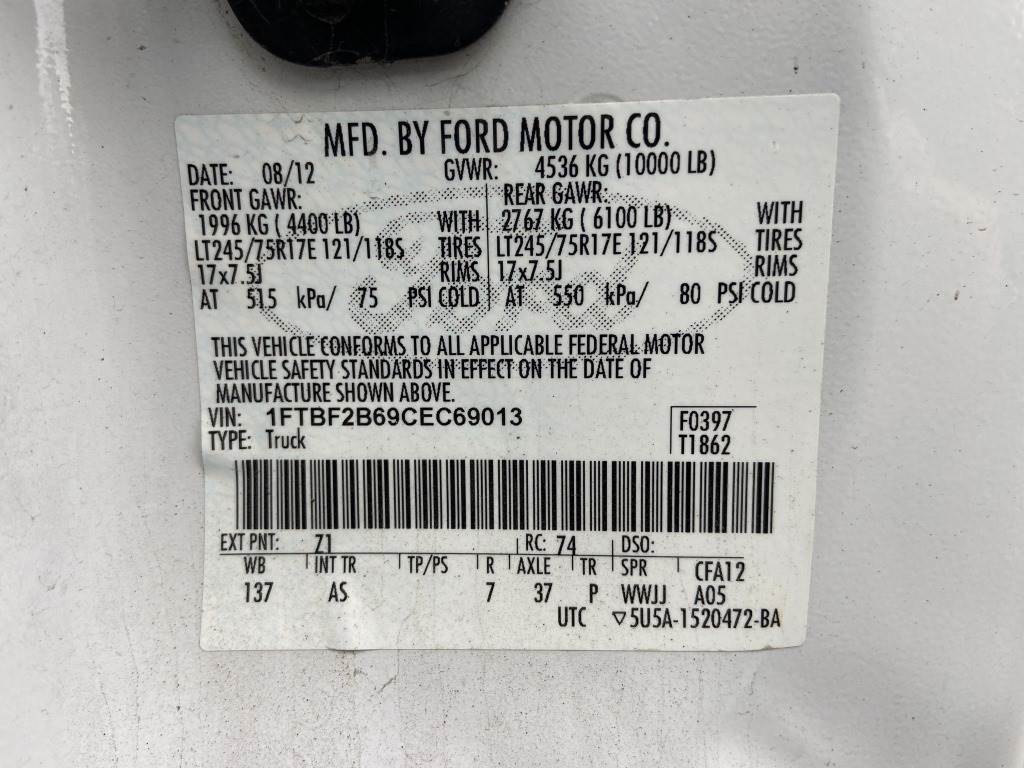 MFD. BY FORD MOTOR CO.
DATE: 08/12 GVWR: 4536 KG (10000 LB)
FRONT GAWR: REAR GAWR:
1996 KG ( 4400 LB) WITH 2767 KG ( 6100 LB) WITH
LT245/75R17E 121/118S TIRES LT245/75R17E 121/118S TIRES
17x7.5J RIMS 17x7.5J RIMS
AT 515 kPa/ 75 PSI COLD AT 550 kPa/ 80 PSI COLD
THIS VEHICLE CONFORMS TO ALL APPLICABLE FEDERAL MOTOR
VEHICLE SAFETY STANDARDS IN EFFECT ON THE DATE OF
MANUFACTURE SHOWN ABOVE.
VIN: 1FTBF2B69CEC69013 F0397
TYPE: Truck T1862
EXT PNT: Z1 RC: 74 DSO:
WB INT TR TP/PS R AXLE TR SPR CFA12
137 AS 7 37 P WWJJ A05
UTC ▽5U5A-1520472-BA